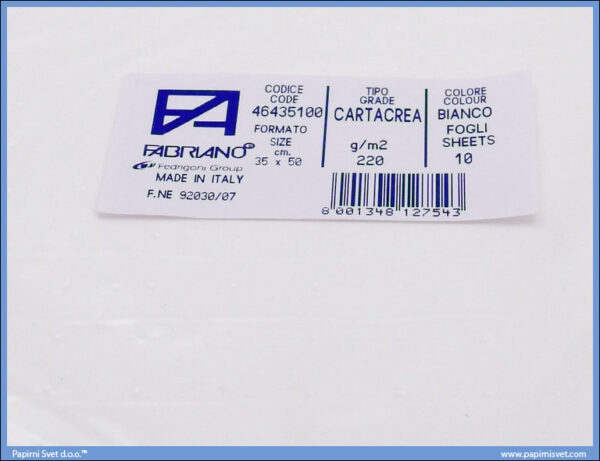 FABRIANO®
Fedrigoni Group
MADE IN ITALY
F.NE 92030/07
CODICE
CODE
46435100
FORMATO
SIZE
cm.
35 x 50
TIPO
GRADE
CARTACREA
g/m2
220
COLORE
COLOUR
BIANCO
FOGLI
SHEETS
10
8 001348 127543
Papirni Svet d.o.o.™
www.papirnisvet.com